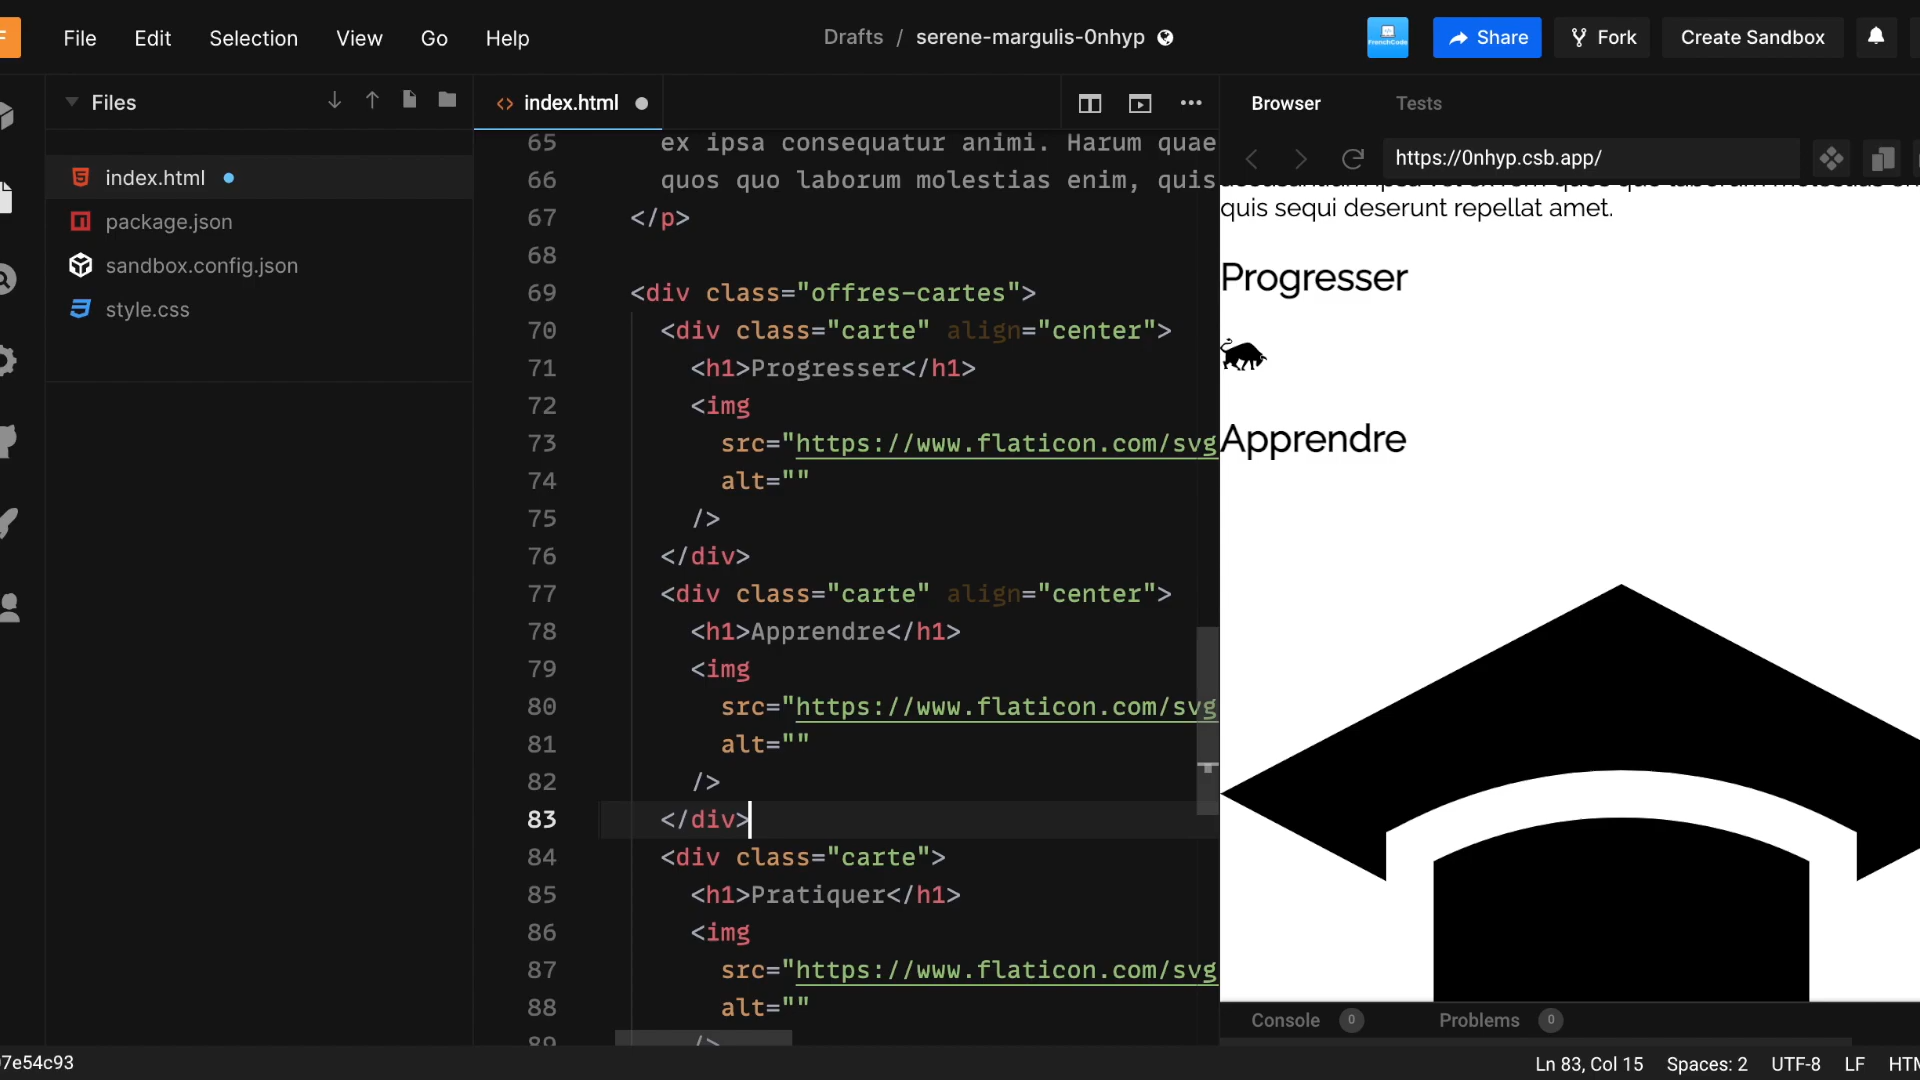 File Edit Selection View Go Help
Drafts / serene-margulis-0nhyp
FrenchCode
Share
Fork
Create Sandbox
Files
index.html
package.json
sandbox.config.json
style.css
index.html
65 ex ipsa consequatur animi. Harum quae
66 quos quo laborum molestias enim, quis
67 </p>
68
69 <div class="offres-cartes">
70 <div class="carte" align="center">
71 <h1>Progresser</h1>
72 <img
73 src="https://www.flaticon.com/svg
74 alt=""
75 />
76 </div>
77 <div class="carte" align="center">
78 <h1>Apprendre</h1>
79 <img
80 src="https://www.flaticon.com/svg
81 alt=""
82 />
83 </div>
84 <div class="carte">
85 <h1>Pratiquer</h1>
86 <img
87 src="https://www.flaticon.com/svg
88 alt=""
89 />
Browser Tests
https://0nhyp.csb.app/
quis sequi deserunt repellat amet.
Progresser
Apprendre
Console 0 Problems 0
7e54c93
Ln 83, Col 15 Spaces: 2 UTF-8 LF HTM